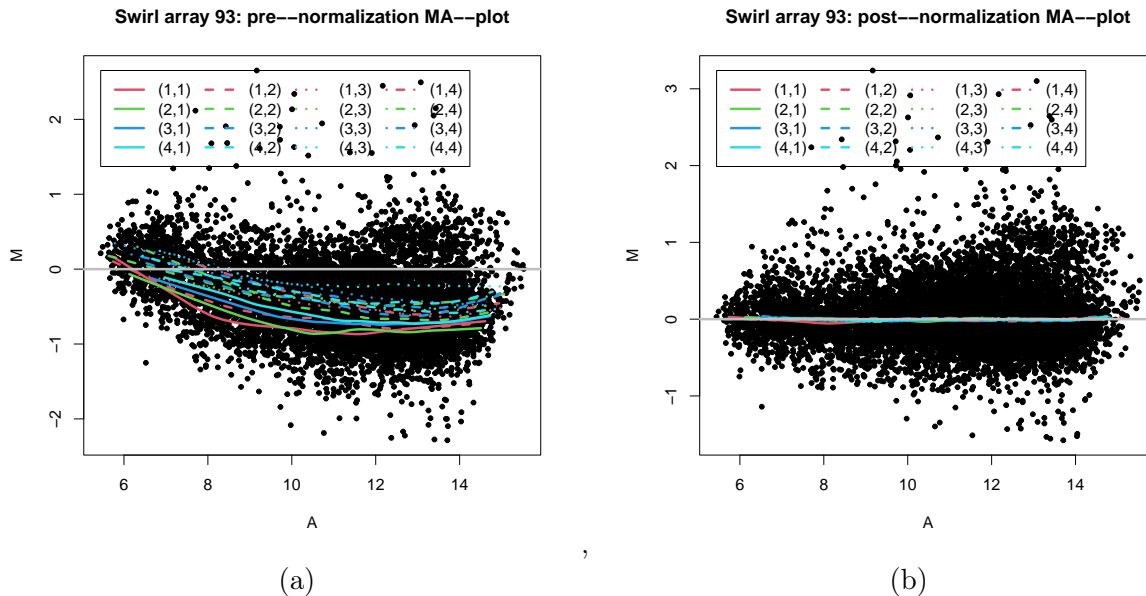 Swirl array 93: pre−−normalization MA−−plot
(1,1) (1,2) (1,3) (1,4)
(2,1) (2,2) (2,3) (2,4)
(3,1) (3,2) (3,3) (3,4)
(4,1) (4,2) (4,3) (4,4)
2
1
0
−1
−2
M
6 8 10 12 14
A
Swirl array 93: post−−normalization MA−−plot
(1,1) (1,2) (1,3) (1,4)
(2,1) (2,2) (2,3) (2,4)
(3,1) (3,2) (3,3) (3,4)
(4,1) (4,2) (4,3) (4,4)
3
2
1
0
−1
M
6 8 10 12 14
A
,
(a) (b)